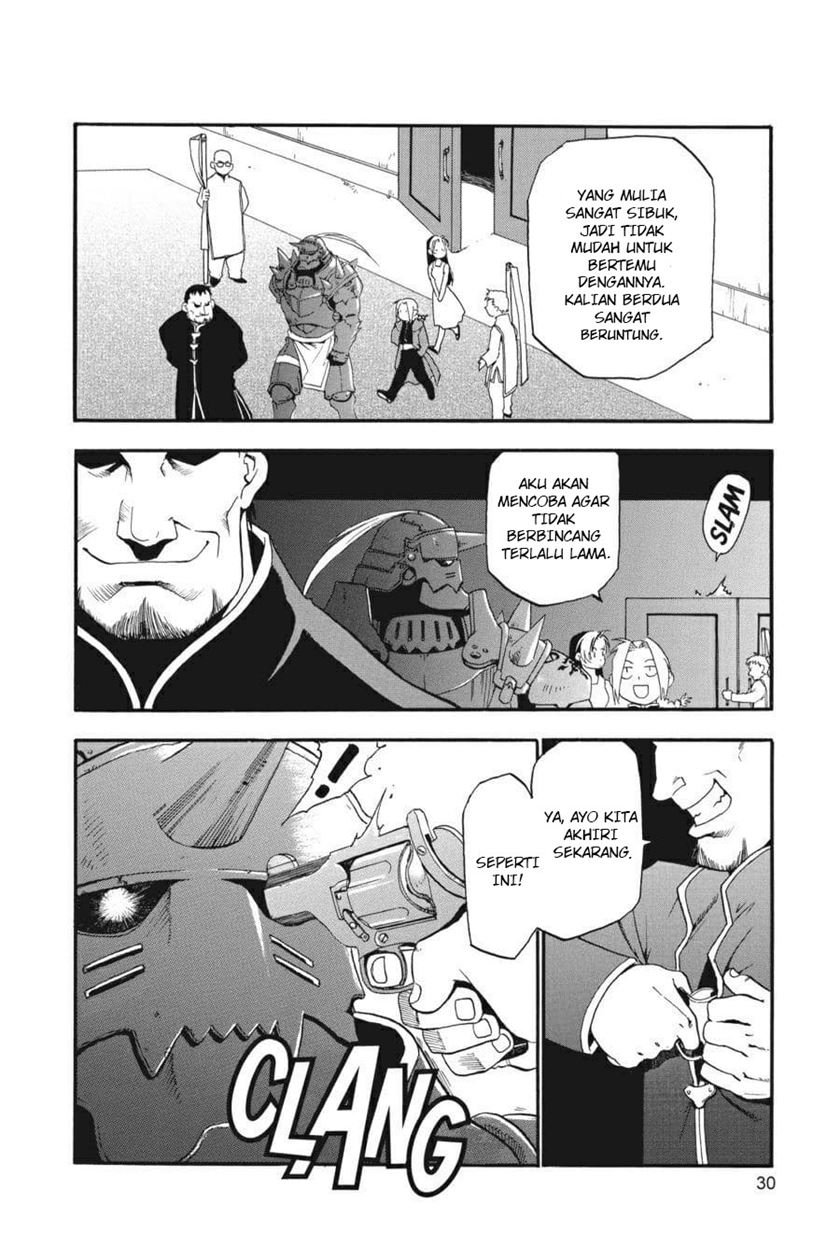 YANG MULIA
SANGAT SIBUK,
JADI TIDAK
MUDAH UNTUK
BERTEMU
DENGANNYA.
KALIAN BERDUA
SANGAT
BERUNTUNG.
SLAM
AKU AKAN
MENCOBA AGAR
TIDAK
BERBINCANG
TERLALU LAMA.
YA, AYO KITA
AKHIRI
SEKARANG.
SEPERTI
INI!
!
CLANG
30